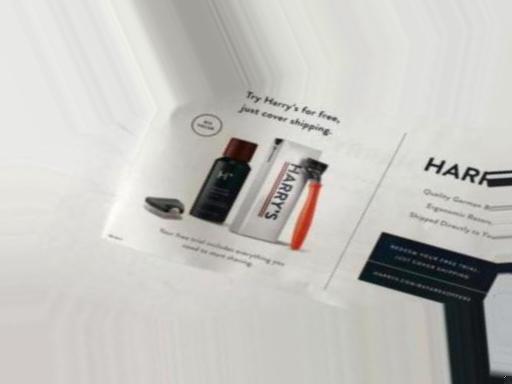 Try Harry's for free,
just cover shipping.
H'
HARRY'S
Your free trial includes everything you
need to start shaving.
HARR
Quality German
Ergonomic Razors,
Shipped Directly to You
REDEEM YOUR FREE TRIAL,
JUST COVER SHIPPING